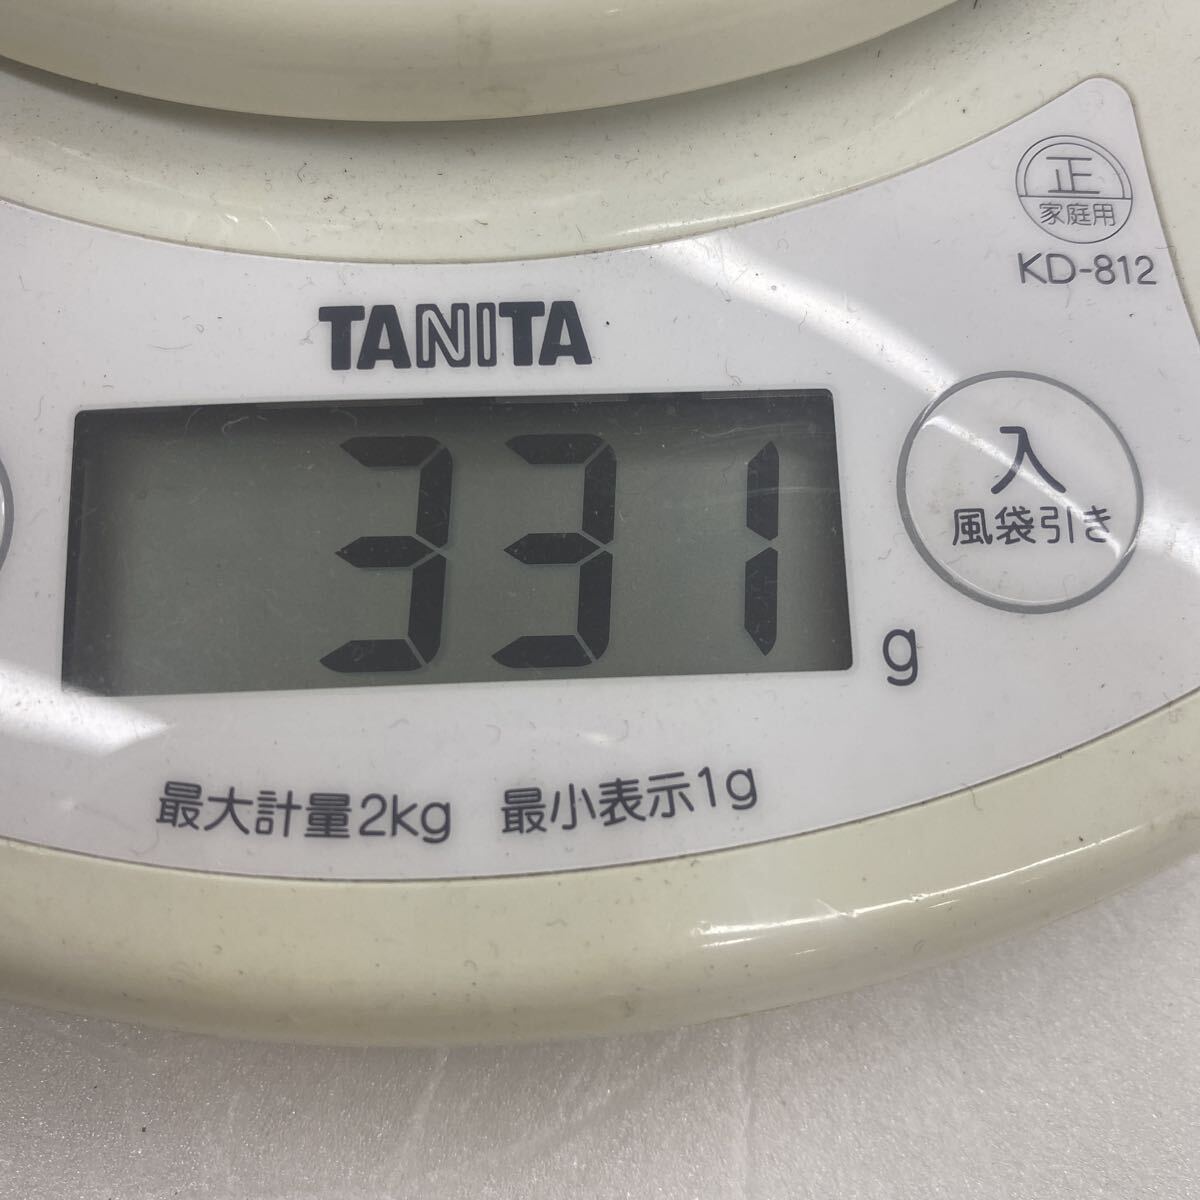 正
家庭用
KD-812
TANITA
331
g
入
風袋引き
最大計量2kg 最小表示1g